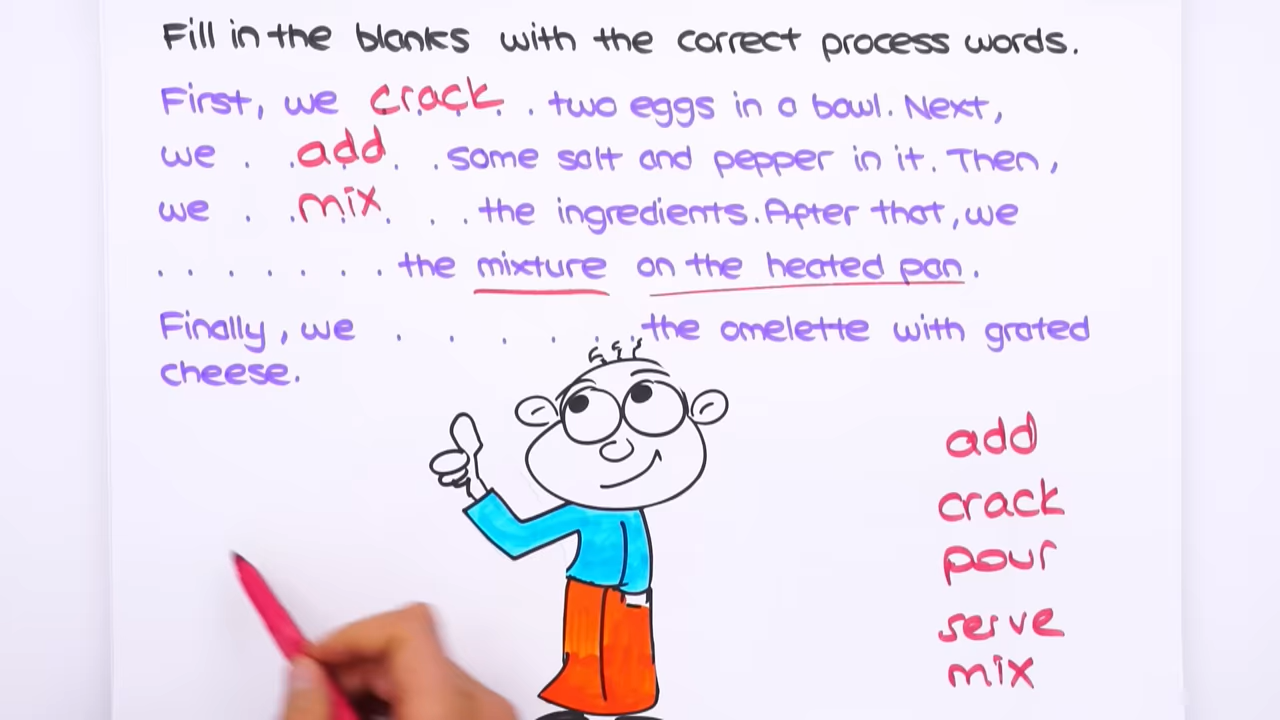 Fill in the blanks with the correct process words.
First, we crack . two eggs in a bowl. Next,
we . . add . . some salt and pepper in it. Then,
we . . mix . . . the ingredients. After that, we
. . . . . . . the mixture on the heated pan.
Finally, we . . . . . . the omelette with grated
cheese.
add
crack
pour
serve
mix